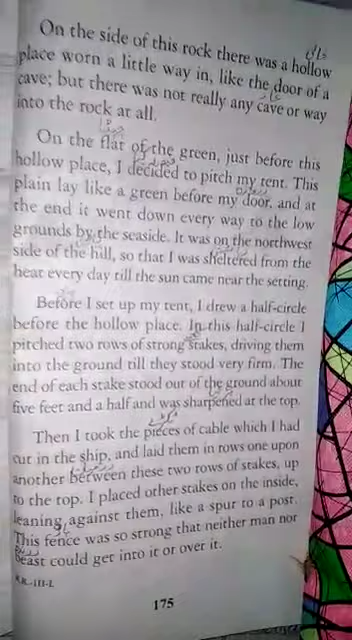 On the side of this rock there was a hollow
place worn a little way in, like the door of a
cave; but there was not really any cave or way
into the rock at all.
On the flat of the green, just before this
hollow place, I decided to pitch my tent. This
plain lay like a green before my door, and at
the end it went down every way to the low
grounds by the seaside. It was on the northwest
side of the hill, so that I was sheltered from the
heat every day till the sun came near the setting.
Before I set up my tent, I drew a half-circle
before the hollow place. In this half-circle I
pitched two rows of strong stakes, driving them
into the ground till they stood very firm. The
end of each stake stood out of the ground about
five feet and a half and was sharpened at the top.
Then I took the pieces of cable which I had
cut in the ship, and laid them in rows one upon
another between these two rows of stakes, up
to the top. I placed other stakes on the inside,
leaning against them, like a spur to a post.
This fence was so strong that neither man nor
beast could get into it or over it.
R.R.-III-L
175